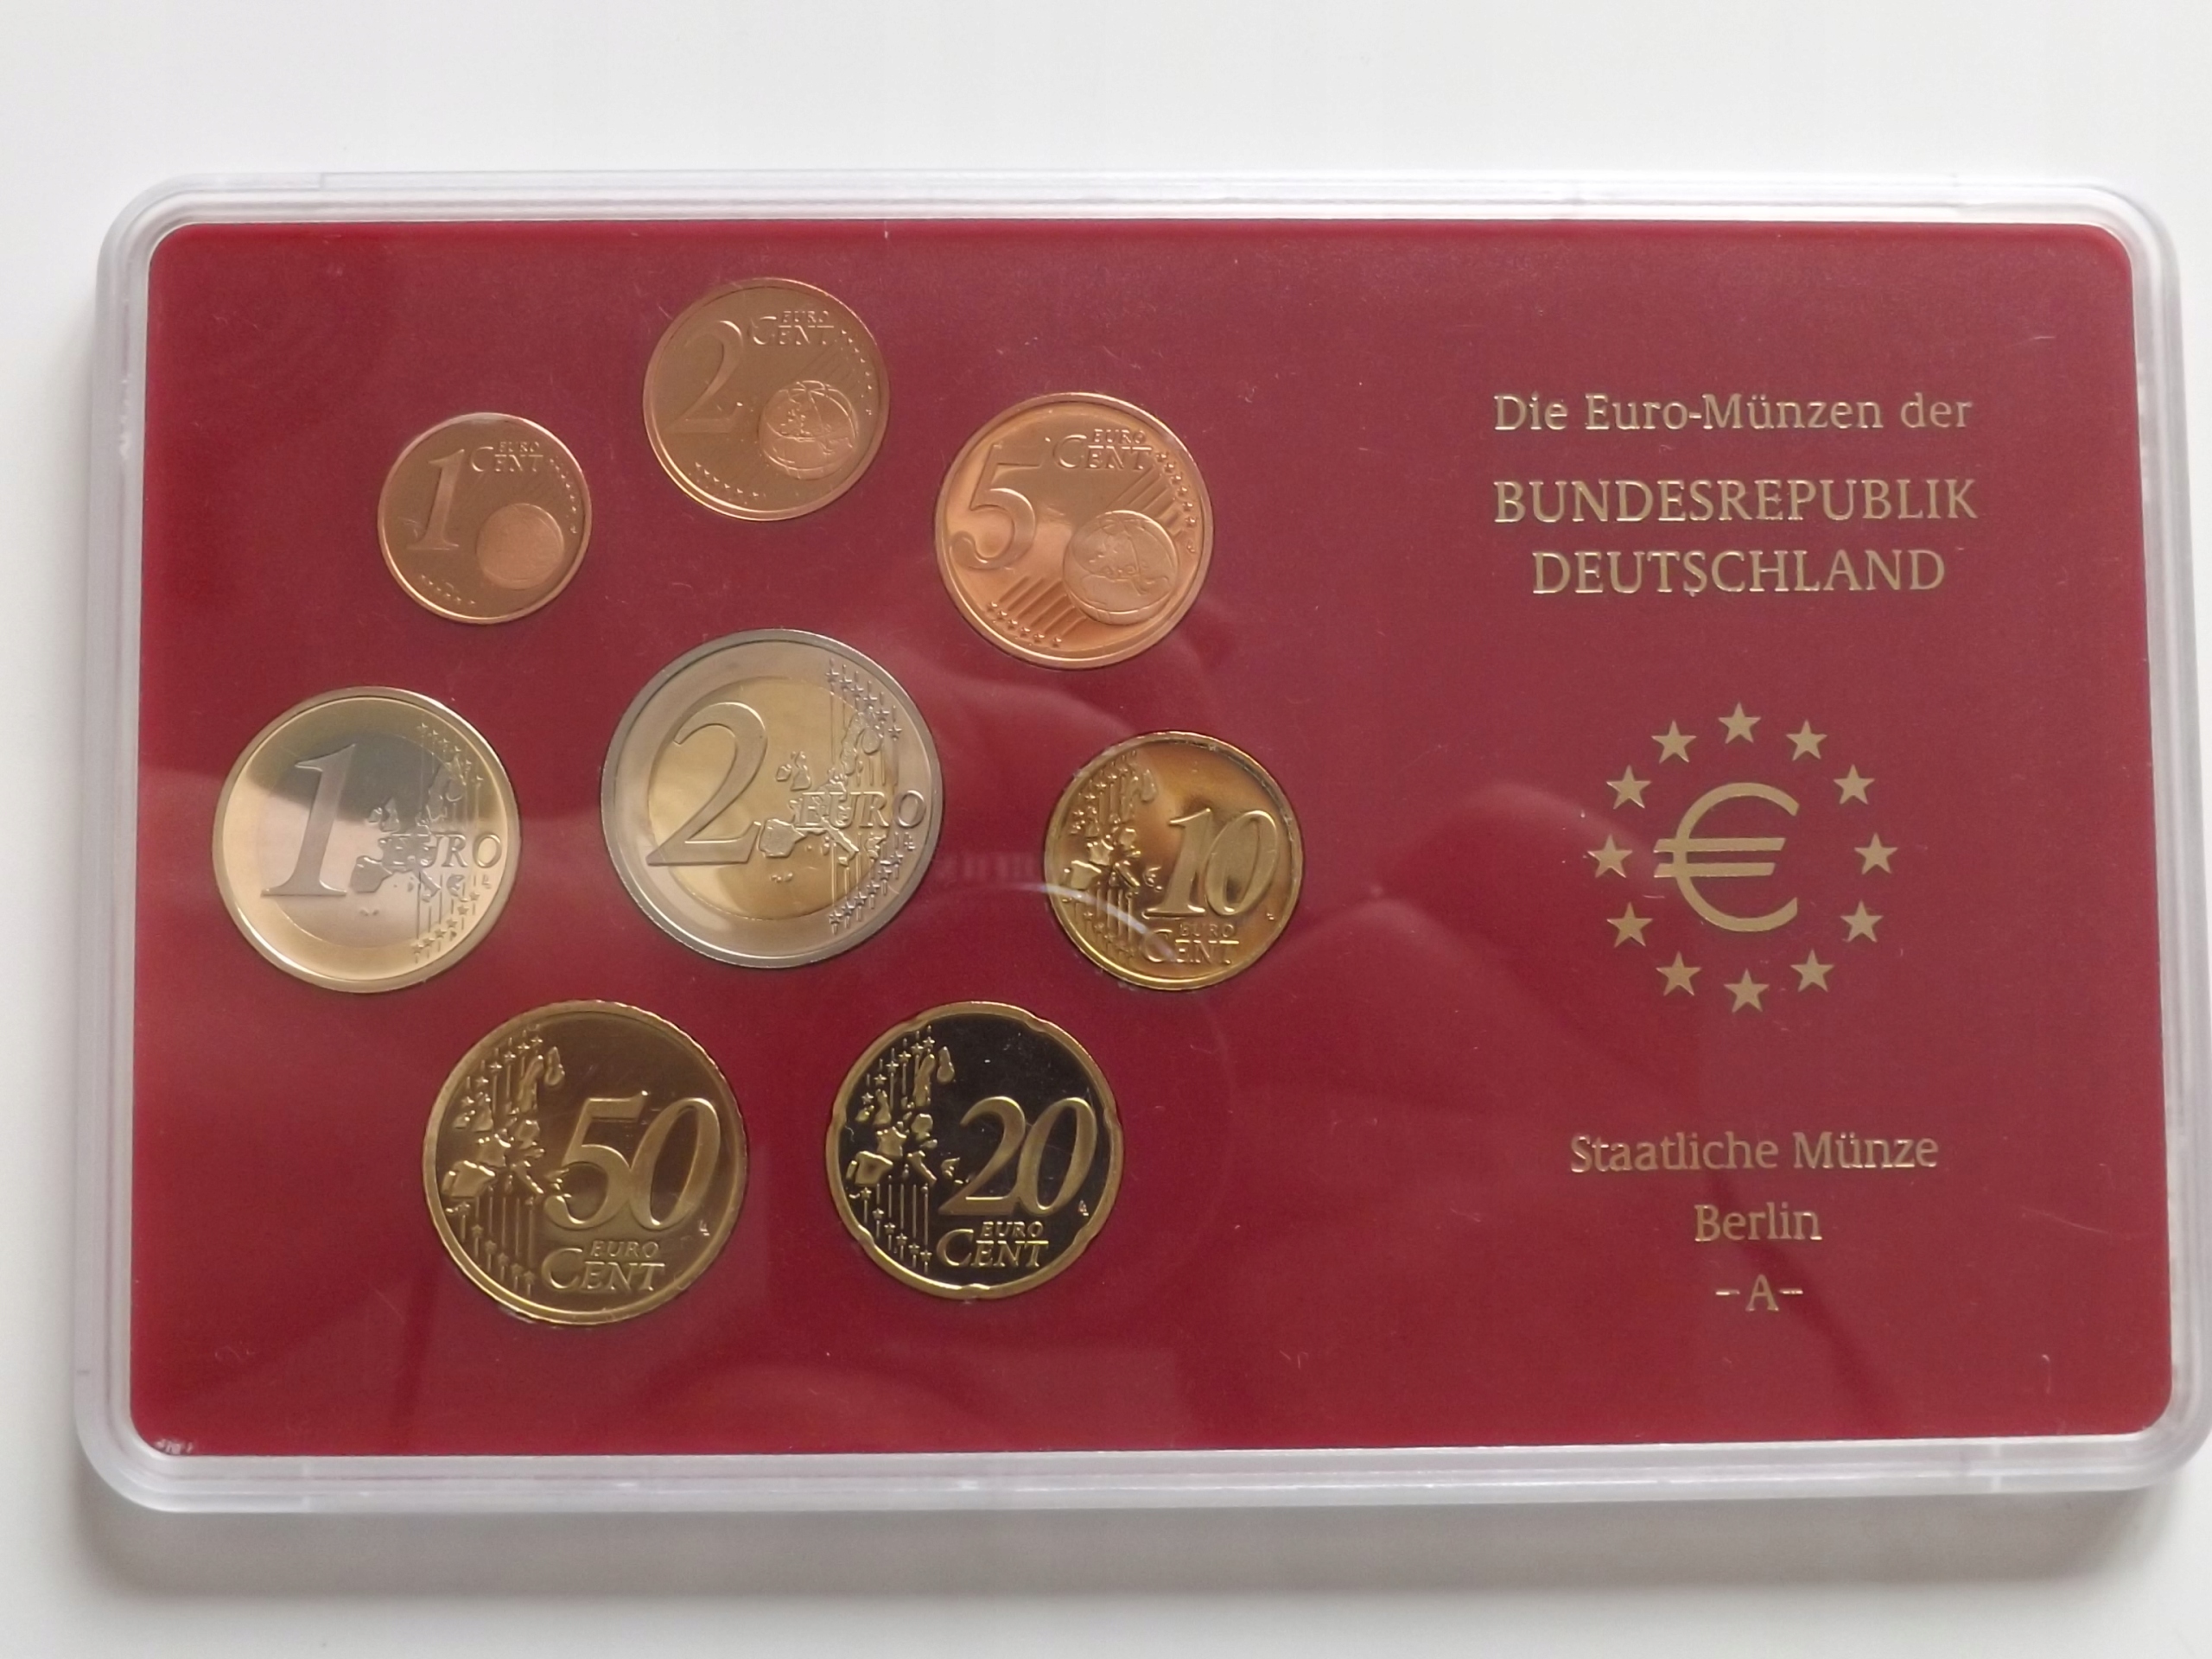 2 EURO CENT
1 EURO CENT
5 EURO CENT
1 EURO
2 EURO
10 EURO CENT
50 EURO CENT
20 EURO CENT
Die Euro-Münzen der
BUNDESREPUBLIK
DEUTSCHLAND
€
Staatliche Münze
Berlin
-A-